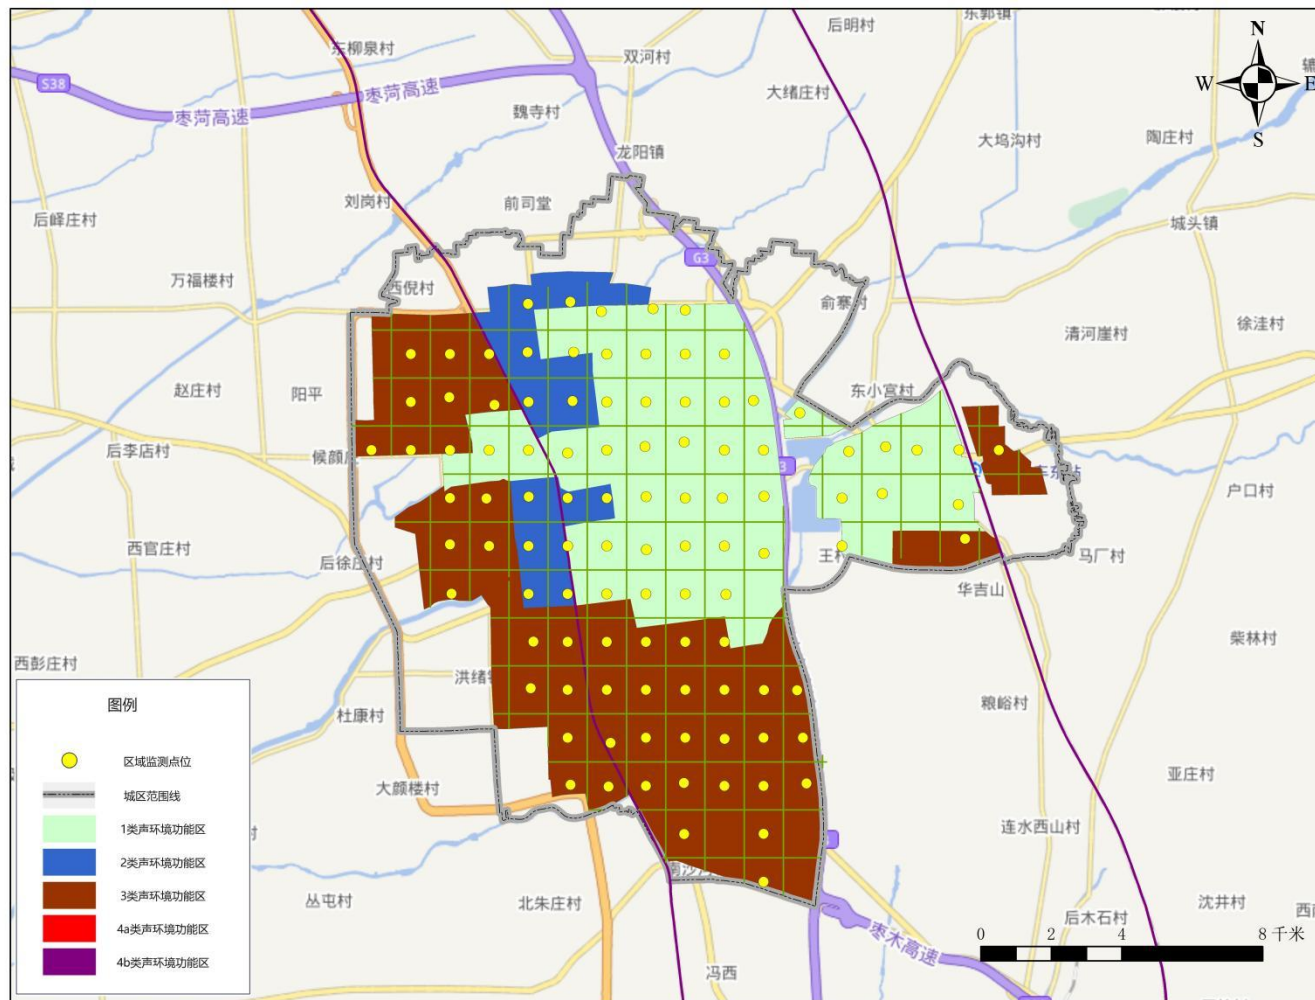 东郭镇
后明村
N
东柳泉村
双河村
W
E
S38
枣菏高速
大绪庄村
枣菏高速
魏寺村
S
陶庄村
大坞沟村
龙阳镇
刘岗村
前司堂
后峄庄村
城头镇
G3
万福楼村
西倪村
俞寨村
徐洼村
清河崖村
赵庄村
阳平
东小宫村
后李店村
候颜庙
户口村
西官庄村
王村
马厂村
后徐庄村
华吉山
柴林村
西彭庄村
洪绪镇
粮峪村
杜康村
亚庄村
大颜楼村
连水西山村
丛屯村
北朱庄村
沈井村
后木石村
枣木高速
冯西
图例
区域监测点位
城区范围线
1类声环境功能区
2类声环境功能区
3类声环境功能区
4a类声环境功能区
4b类声环境功能区
0 2 4 8 千米